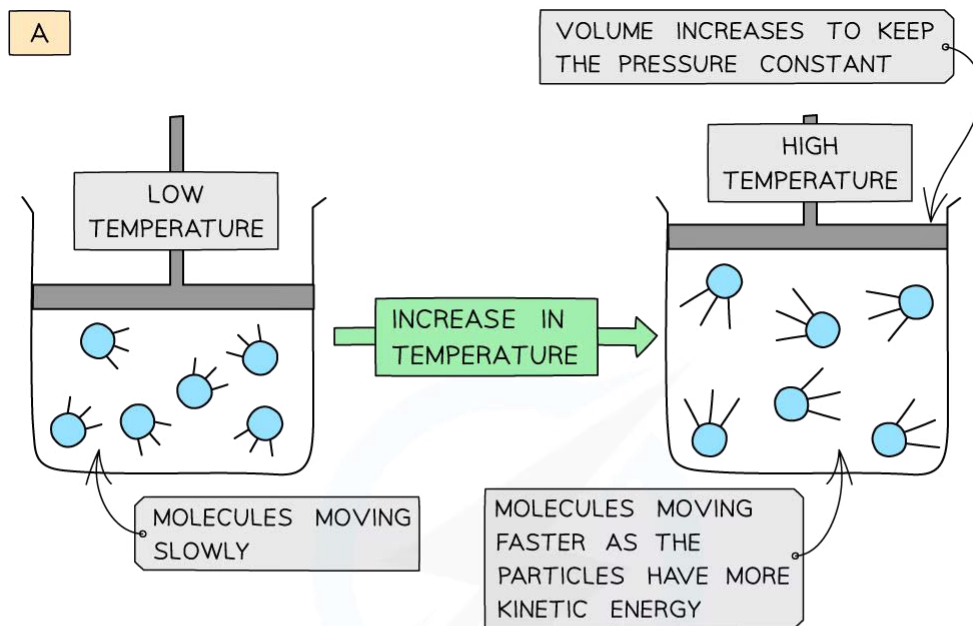 A
VOLUME INCREASES TO KEEP
THE PRESSURE CONSTANT
LOW
TEMPERATURE
HIGH
TEMPERATURE
INCREASE IN
TEMPERATURE
MOLECULES MOVING
SLOWLY
MOLECULES MOVING
FASTER AS THE
PARTICLES HAVE MORE
KINETIC ENERGY